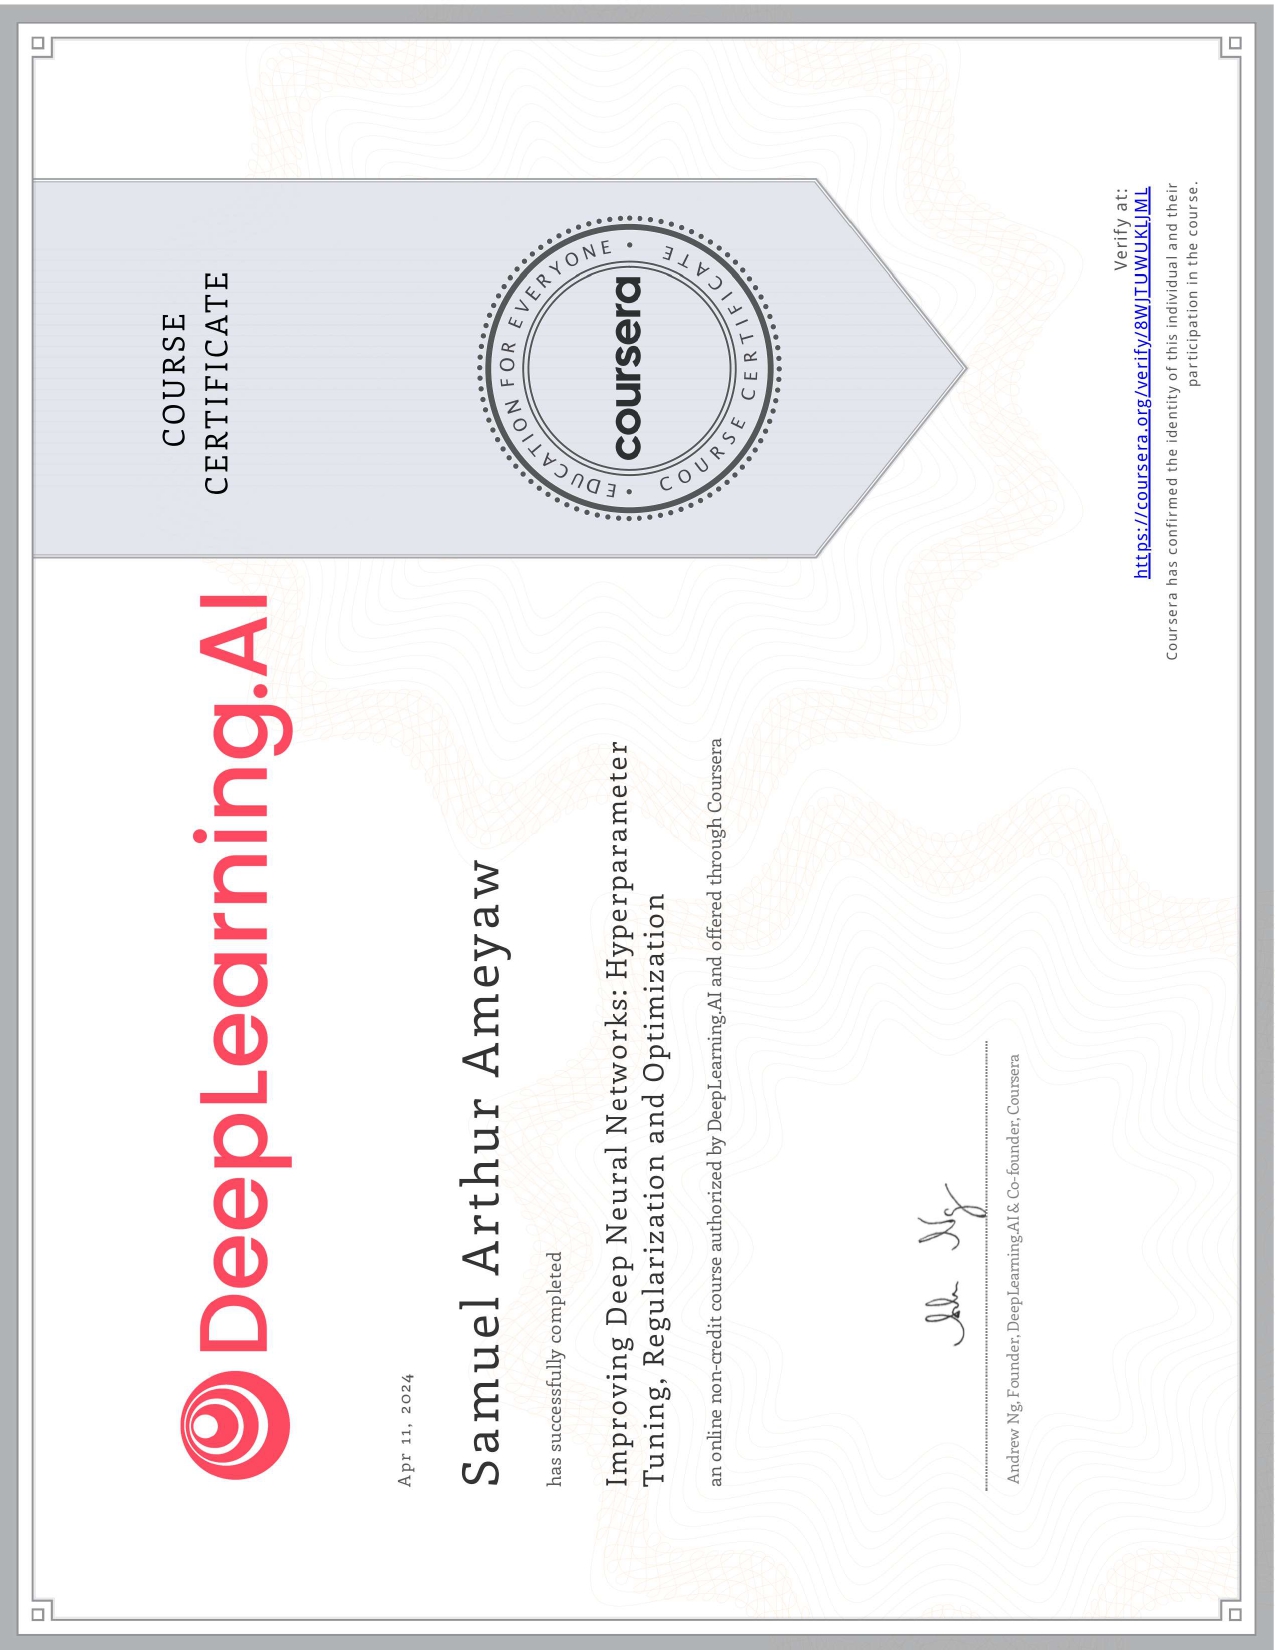 DeepLearning.AI
COURSE
CERTIFICATE
Apr 11, 2024
Samuel Arthur Ameyaw
has successfully completed
Improving Deep Neural Networks: Hyperparameter
Tuning, Regularization and Optimization
an online non-credit course authorized by DeepLearning.AI and offered through Coursera
EDUCATION FOR EVERYONE
coursera
COURSE CERTIFICATE
Andrew Ng, Founder, DeepLearning.AI & Co-founder, Coursera
Verify at:
https://coursera.org/verify/8WJTUWUKLJML
Coursera has confirmed the identity of this individual and their
participation in the course.